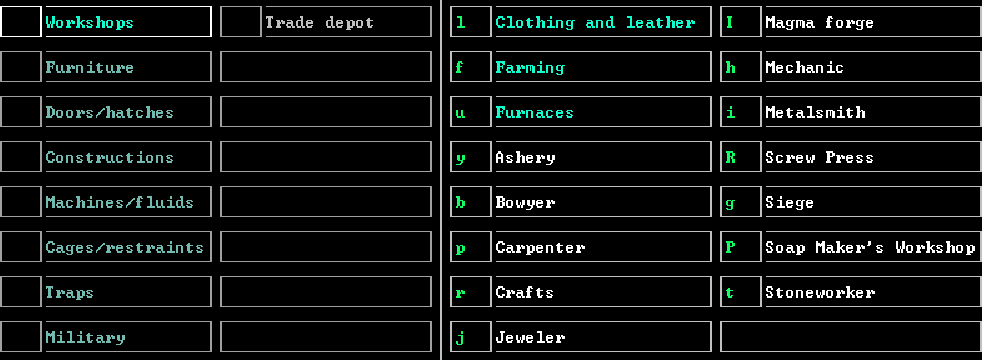 Workshops
Trade depot
Furniture
Doors/hatches
Constructions
Machines/fluids
Cages/restraints
Traps
Military
l Clothing and leather
f Farming
u Furnaces
y Ashery
b Bowyer
p Carpenter
r Crafts
j Jeweler
I Magma forge
h Mechanic
i Metalsmith
R Screw Press
g Siege
P Soap Maker's Workshop
t Stoneworker